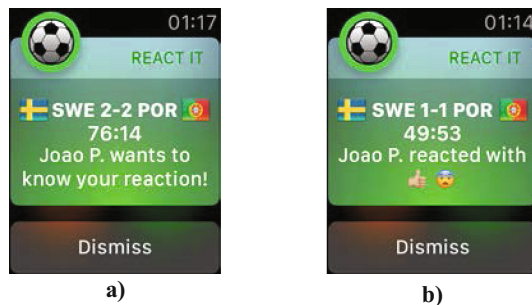 01:17
REACT IT
SWE 2-2 POR
76:14
Joao P. wants to
know your reaction!
Dismiss
a)
01:14
REACT IT
SWE 1-1 POR
49:53
Joao P. reacted with
👍🏼 😨
Dismiss
b)